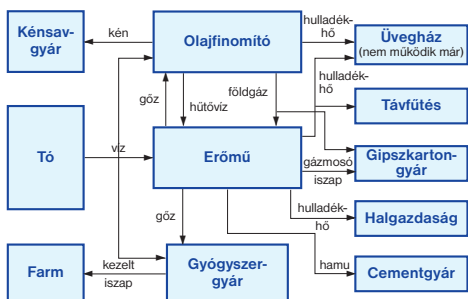 Kénsav-
gyár
kén
Olajfinomító
hulladék-
hő
Üvegház
(nem működik már)
hulladék-
hő
Távfűtés
gőz
hűtővíz
földgáz
Tó
víz
Erőmű
gázmosó
iszap
Gipszkarton-
gyár
gőz
hulladék-
hő
Halgazdaság
Farm
kezelt
iszap
Gyógyszer-
gyár
hamu
Cementgyár